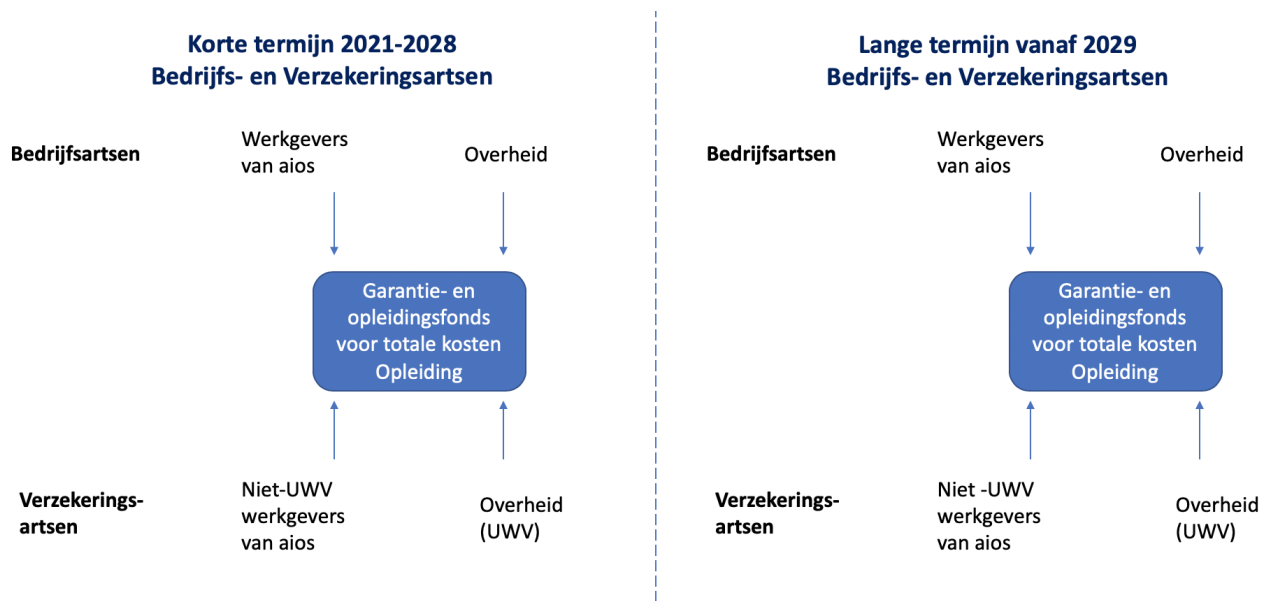 Korte termijn 2021-2028
Bedrijfs- en Verzekeringsartsen
Bedrijfsartsen
Werkgevers
van aios
Overheid
Garantie- en
opleidingsfonds
voor totale kosten
Opleiding
Verzekerings-
artsen
Niet-UWV
werkgevers
van aios
Overheid
(UWV)
Lange termijn vanaf 2029
Bedrijfs- en Verzekeringsartsen
Bedrijfsartsen
Werkgevers
van aios
Overheid
Garantie- en
opleidingsfonds
voor totale kosten
Opleiding
Verzekerings-
artsen
Niet -UWV
werkgevers
van aios
Overheid
(UWV)